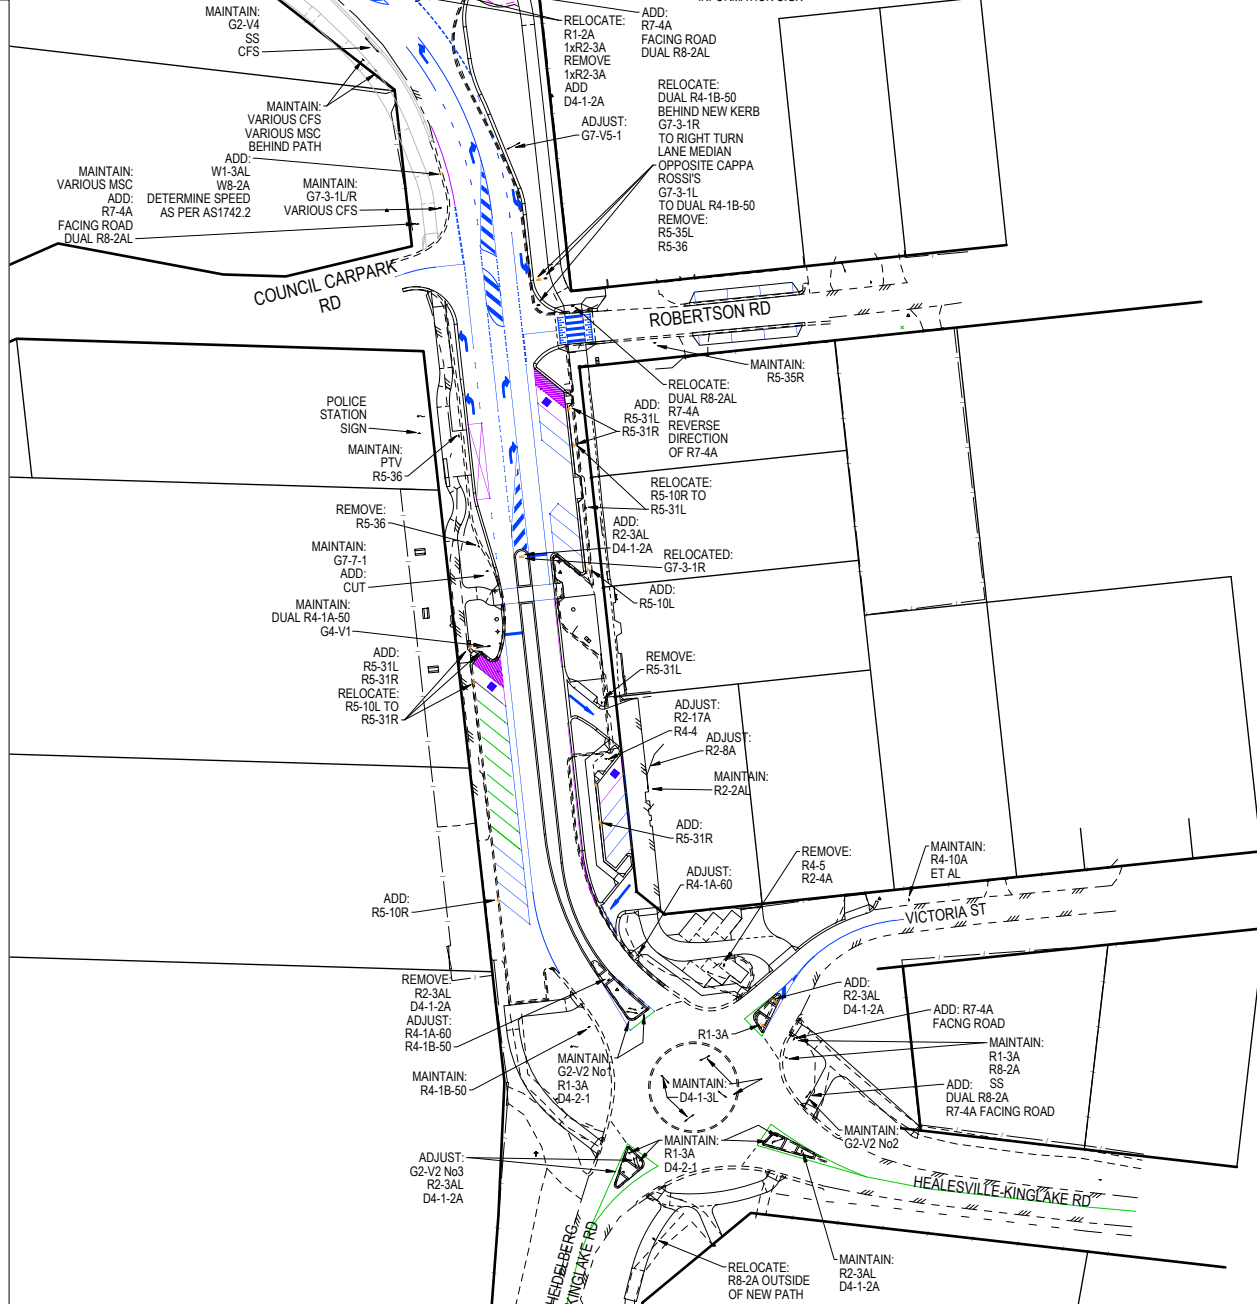 INFORMATION SIGN
MAINTAIN:
G2-V4
SS
CFS
RELOCATE:
R1-2A
1xR2-3A
REMOVE
1xR2-3A
ADD
D4-1-2A
ADD:
R7-4A
FACING ROAD
DUAL R8-2AL
ADJUST:
G7-V5-1
RELOCATE:
DUAL R4-1B-50
BEHIND NEW KERB
G7-3-1R
TO RIGHT TURN
LANE MEDIAN
OPPOSITE CAPPA
ROSSI'S
G7-3-1L
TO DUAL R4-1B-50
REMOVE:
R5-35L
R5-36
MAINTAIN:
VARIOUS CFS
VARIOUS MSC
BEHIND PATH
ADD:
W1-3AL
W8-2A
DETERMINE SPEED
AS PER AS1742.2
MAINTAIN:
VARIOUS MSC
ADD:
R7-4A
FACING ROAD
DUAL R8-2AL
MAINTAIN:
G7-3-1L/R
VARIOUS CFS
COUNCIL CARPARK
RD
ROBERTSON RD
MAINTAIN:
R5-35R
RELOCATE:
DUAL R8-2AL
R7-4A
REVERSE
DIRECTION
OF R7-4A
ADD:
R5-31L
R5-31R
POLICE
STATION
SIGN
MAINTAIN:
PTV
R5-36
RELOCATE:
R5-10R TO
R5-31L
REMOVE:
R5-36
ADD:
R2-3AL
D4-1-2A
MAINTAIN:
G7-7-1
ADD:
CUT
RELOCATED:
G7-3-1R
ADD:
R5-10L
MAINTAIN:
DUAL R4-1A-50
G4-V1
ADD:
R5-31L
R5-31R
RELOCATE:
R5-10L TO
R5-31R
REMOVE:
R5-31L
ADJUST:
R2-17A
R4-4
ADJUST:
R2-8A
MAINTAIN:
R2-2AL
ADD:
R5-31R
REMOVE:
R4-5
R2-4A
MAINTAIN:
R4-10A
ET AL
ADJUST:
R4-1A-60
ADD:
R5-10R
VICTORIA ST
REMOVE:
R2-3AL
D4-1-2A
ADJUST:
R4-1A-60
R4-1B-50
ADD:
R2-3AL
D4-1-2A
R1-3A
ADD: R7-4A
FACNG ROAD
MAINTAIN:
R1-3A
R8-2A
SS
ADD:
DUAL R8-2A
R7-4A FACING ROAD
MAINTAIN:
R4-1B-50
MAINTAIN:
G2-V2 No1
R1-3A
D4-2-1
MAINTAIN:
D4-1-3L
MAINTAIN:
G2-V2 No2
MAINTAIN:
R1-3A
D4-2-1
ADJUST:
G2-V2 No3
R2-3AL
D4-1-2A
HEALESVILLE-KINGLAKE RD
HEIDELBERG
KINGLAKE RD
RELOCATE:
R8-2A OUTSIDE
OF NEW PATH
MAINTAIN:
R2-3AL
D4-1-2A